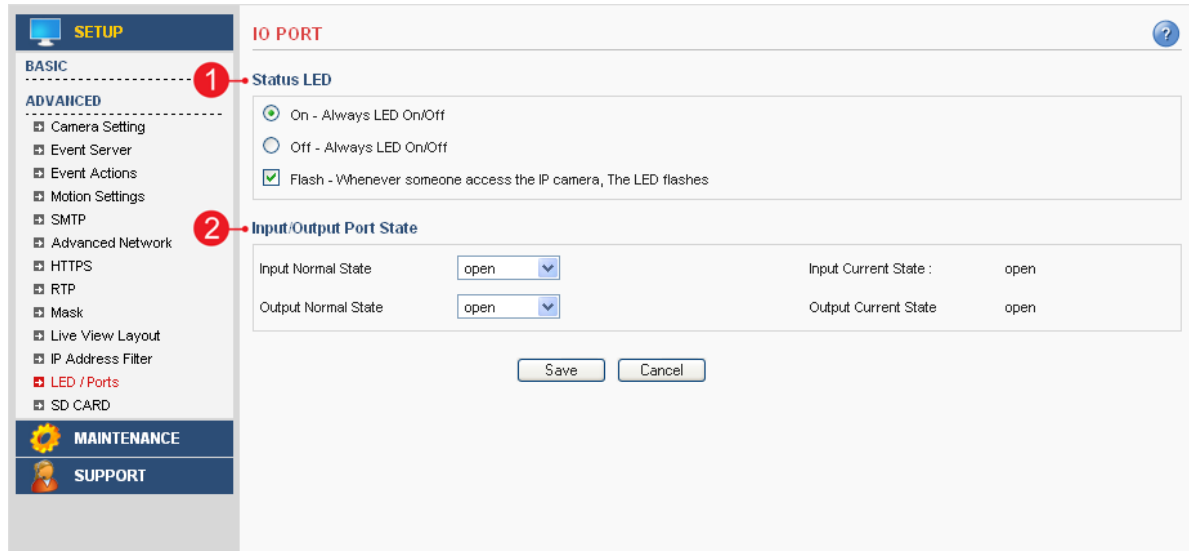 SETUP
BASIC
ADVANCED
Camera Setting
Event Server
Event Actions
Motion Settings
SMTP
Advanced Network
HTTPS
RTP
Mask
Live View Layout
IP Address Filter
LED / Ports
SD CARD
MAINTENANCE
SUPPORT
IO PORT
?
1
Status LED
On - Always LED On/Off
Off - Always LED On/Off
Flash - Whenever someone access the IP camera, The LED flashes
2
Input/Output Port State
Input Normal State open Input Current State : open
Output Normal State open Output Current State open
Save Cancel